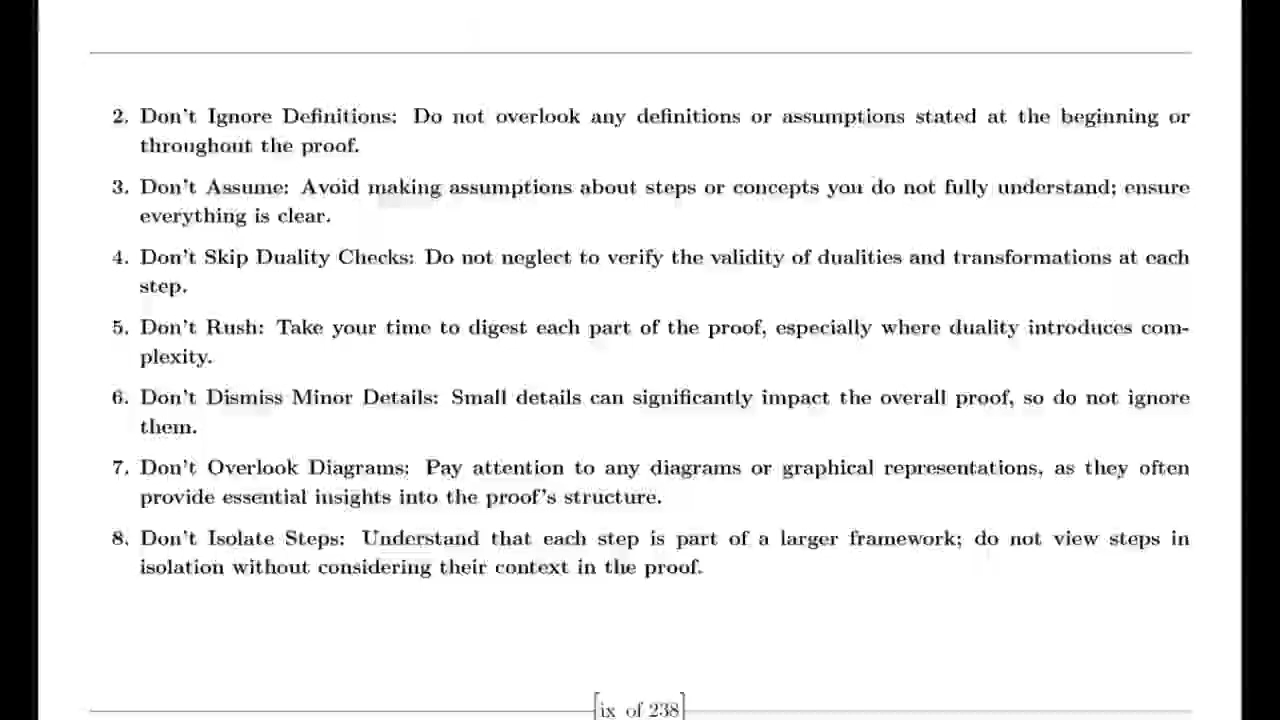 2. Don't Ignore Definitions: Do not overlook any definitions or assumptions stated at the beginning or
throughout the proof.
3. Don't Assume: Avoid making assumptions about steps or concepts you do not fully understand; ensure
everything is clear.
4. Don't Skip Duality Checks: Do not neglect to verify the validity of dualities and transformations at each
step.
5. Don't Rush: Take your time to digest each part of the proof, especially where duality introduces com-
plexity.
6. Don't Dismiss Minor Details: Small details can significantly impact the overall proof, so do not ignore
them.
7. Don't Overlook Diagrams: Pay attention to any diagrams or graphical representations, as they often
provide essential insights into the proof's structure.
8. Don't Isolate Steps: Understand that each step is part of a larger framework; do not view steps in
isolation without considering their context in the proof.
[ix of 238]